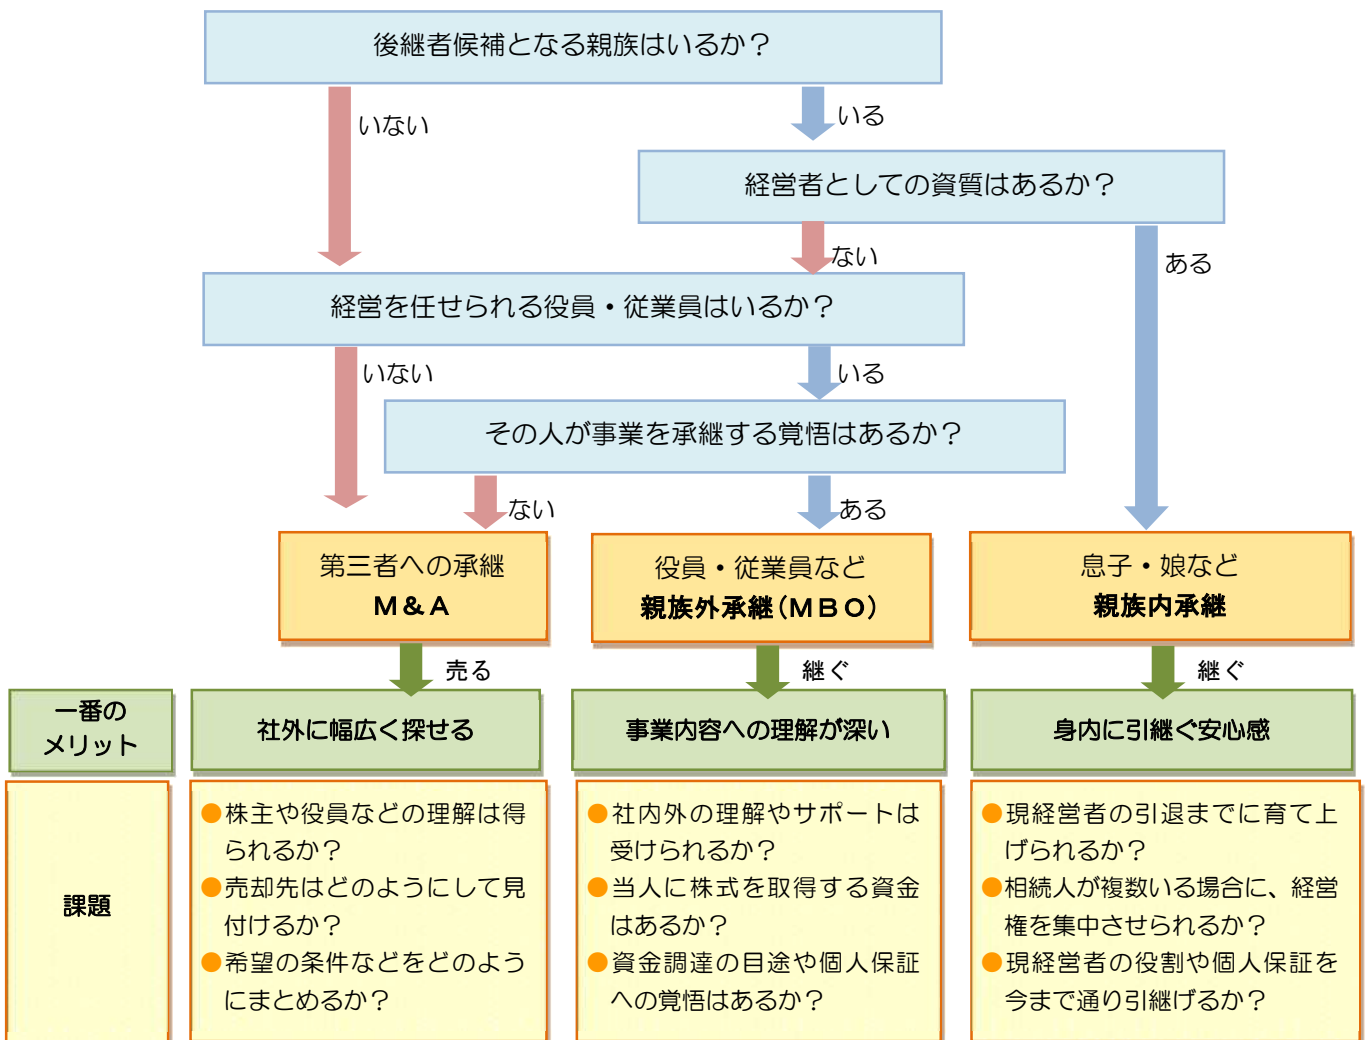 後継者候補となる親族はいるか？
いない
いる
経営者としての資質はあるか？
ない
ある
経営を任せられる役員・従業員はいるか？
いない
いる
その人が事業を承継する覚悟はあるか？
ない
ある
第三者への承継
Ｍ＆Ａ
役員・従業員など
親族外承継(ＭＢＯ)
息子・娘など
親族内承継
売る
継ぐ
継ぐ
一番の
メリット
社外に幅広く探せる
事業内容への理解が深い
身内に引継ぐ安心感
課題
●株主や役員などの理解は得
られるか？
●売却先はどのようにして見
付けるか？
●希望の条件などをどのよう
にまとめるか？
●社内外の理解やサポートは
受けられるか？
●当人に株式を取得する資金
はあるか？
●資金調達の目途や個人保証
への覚悟はあるか？
●現経営者の引退までに育て上
げられるか？
●相続人が複数いる場合に、経営
権を集中させられるか？
●現経営者の役割や個人保証を
今まで通り引継げるか？